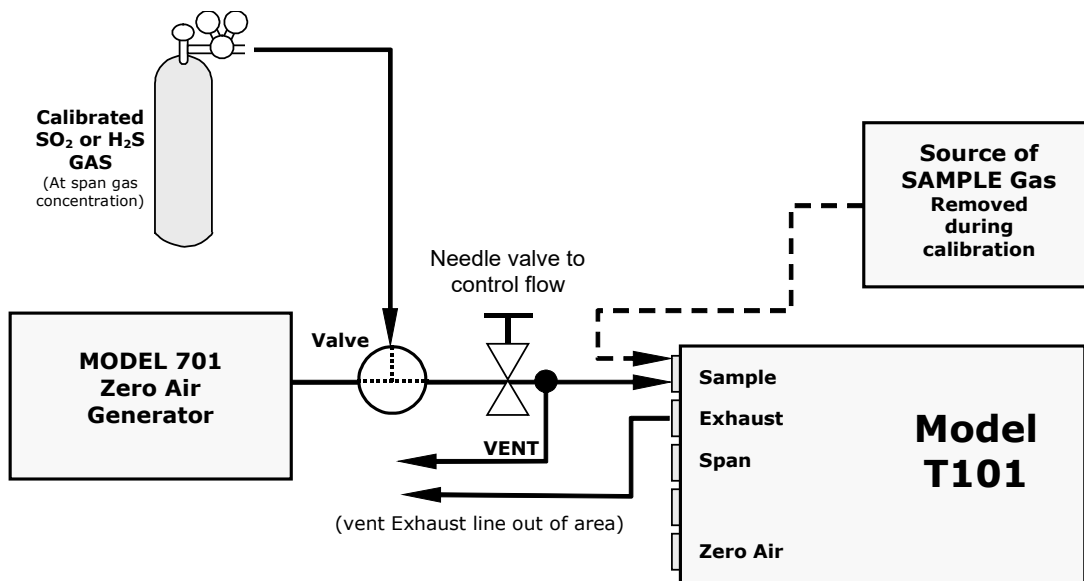 Calibrated
SO₂ or H₂S
GAS
(At span gas
concentration)
Source of
SAMPLE Gas
Removed
during
calibration
Needle valve to
control flow
MODEL 701
Zero Air
Generator
Valve
VENT
(vent Exhaust line out of area)
Sample
Exhaust
Span
Zero Air
Model
T101